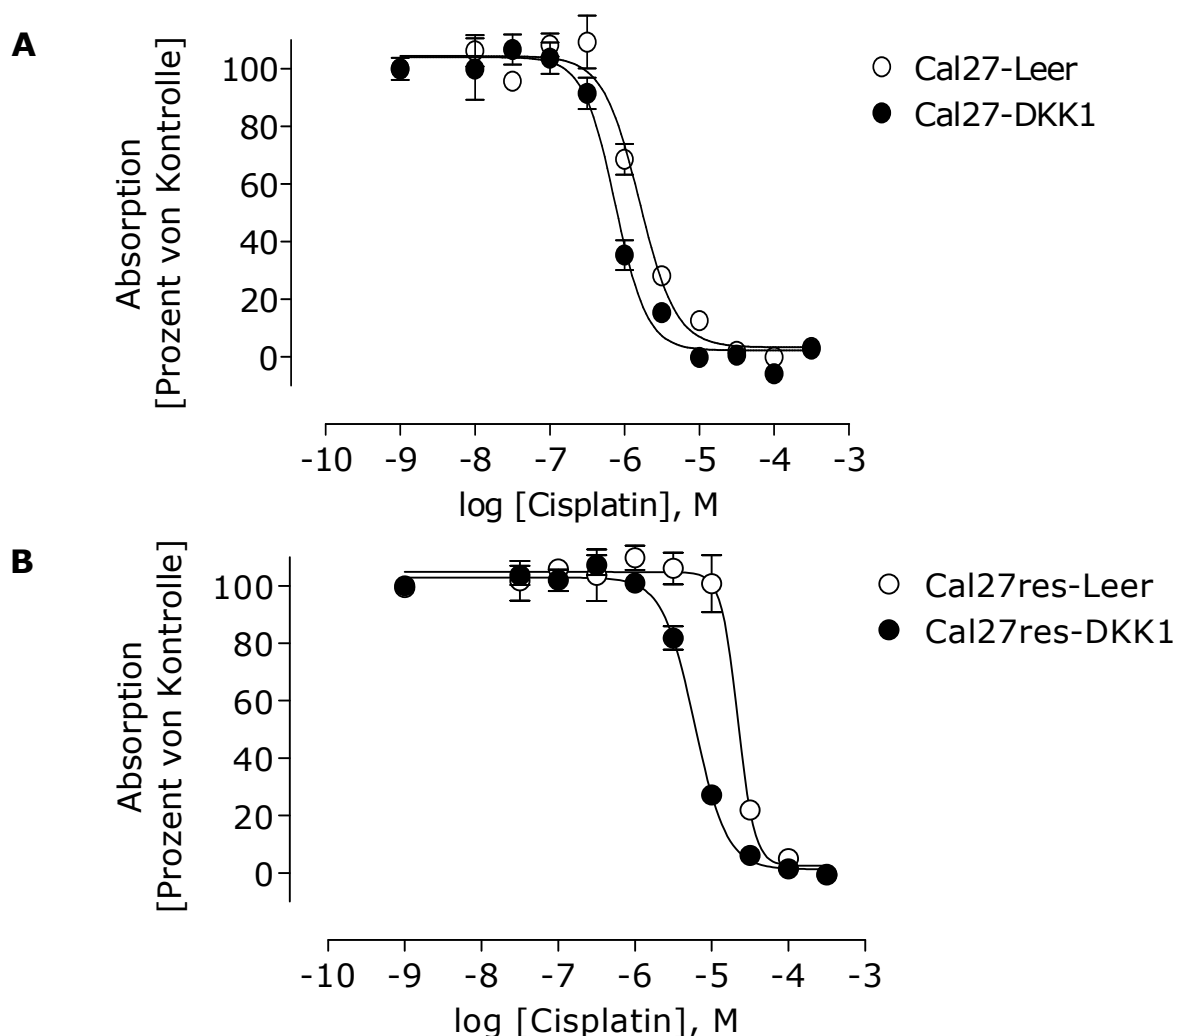 A
Absorption
[Prozent von Kontrolle]
100
80
60
40
20
0
-10 -9 -8 -7 -6 -5 -4 -3
log [Cisplatin], M
Cal27-Leer
Cal27-DKK1
B
Absorption
[Prozent von Kontrolle]
100
80
60
40
20
0
-10 -9 -8 -7 -6 -5 -4 -3
log [Cisplatin], M
Cal27res-Leer
Cal27res-DKK1